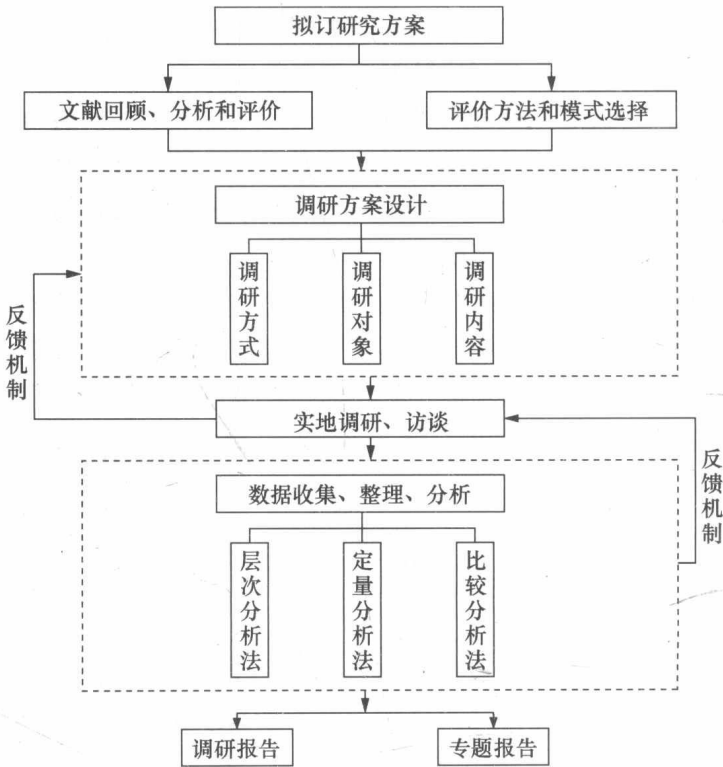 拟订研究方案
文献回顾、分析和评价
评价方法和模式选择
调研方案设计
调研方式
调研对象
调研内容
反馈机制
实地调研、访谈
反馈机制
数据收集、整理、分析
层次分析法
定量分析法
比较分析法
调研报告
专题报告